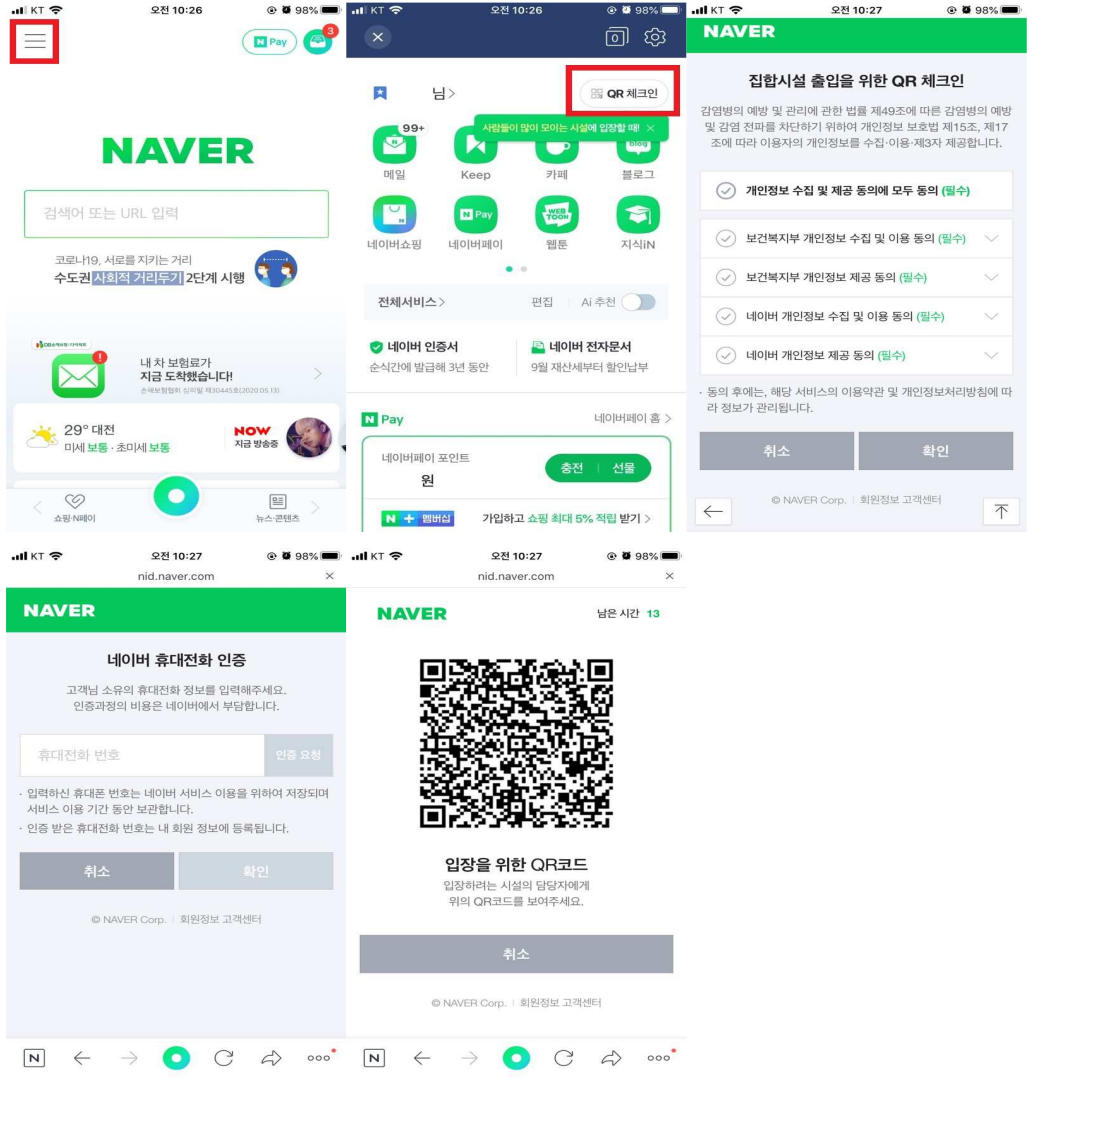 KT 오전 10:26 98%
N Pay 3
NAVER
검색어 또는 URL 입력
코로나19, 서로를 지키는 거리
수도권 사회적 거리두기 2단계 시행
내 차 보험료가
지금 도착했습니다!
29° 대전
미세 보통 · 초미세 보통
NOW
지금 방송중
쇼핑·N페이
뉴스·콘텐츠
KT 오전 10:26 98%
0
님 >
QR 체크인
사람들이 많이 모이는 시설에 입장할 때!
99+
메일 Keep 카페 블로그
N Pay WEB TOON
네이버쇼핑 네이버페이 웹툰 지식iN
전체서비스 > 편집 Ai 추천
네이버 인증서
순식간에 발급해 3년 동안
네이버 전자문서
9월 재산세부터 할인납부
N Pay 네이버페이 홈 >
네이버페이 포인트
원
충전 선물
N + 멤버십 가입하고 쇼핑 최대 5% 적립 받기 >
KT 오전 10:27 98%
NAVER
집합시설 출입을 위한 QR 체크인
감염병의 예방 및 관리에 관한 법률 제49조에 따른 감염병의 예방
및 감염 전파를 차단하기 위하여 개인정보 보호법 제15조, 제17
조에 따라 이용자의 개인정보를 수집·이용·제3자 제공합니다.
개인정보 수집 및 제공 동의에 모두 동의 (필수)
보건복지부 개인정보 수집 및 이용 동의 (필수)
보건복지부 개인정보 제공 동의 (필수)
네이버 개인정보 수집 및 이용 동의 (필수)
네이버 개인정보 제공 동의 (필수)
· 동의 후에는, 해당 서비스의 이용약관 및 개인정보처리방침에 따
라 정보가 관리됩니다.
취소 확인
© NAVER Corp. 회원정보 고객센터
KT 오전 10:27 98%
nid.naver.com ×
NAVER
네이버 휴대전화 인증
고객님 소유의 휴대전화 정보를 입력해주세요.
인증과정의 비용은 네이버에서 부담합니다.
휴대전화 번호 인증 요청
· 입력하신 휴대폰 번호는 네이버 서비스 이용을 위하여 저장되며
서비스 이용 기간 동안 보관합니다.
· 인증 받은 휴대전화 번호는 내 회원 정보에 등록됩니다.
취소 확인
© NAVER Corp. 회원정보 고객센터
N
KT 오전 10:27 98%
nid.naver.com ×
NAVER 남은 시간 13
입장을 위한 QR코드
입장하려는 시설의 담당자에게
위의 QR코드를 보여주세요.
취소
© NAVER Corp. 회원정보 고객센터
N